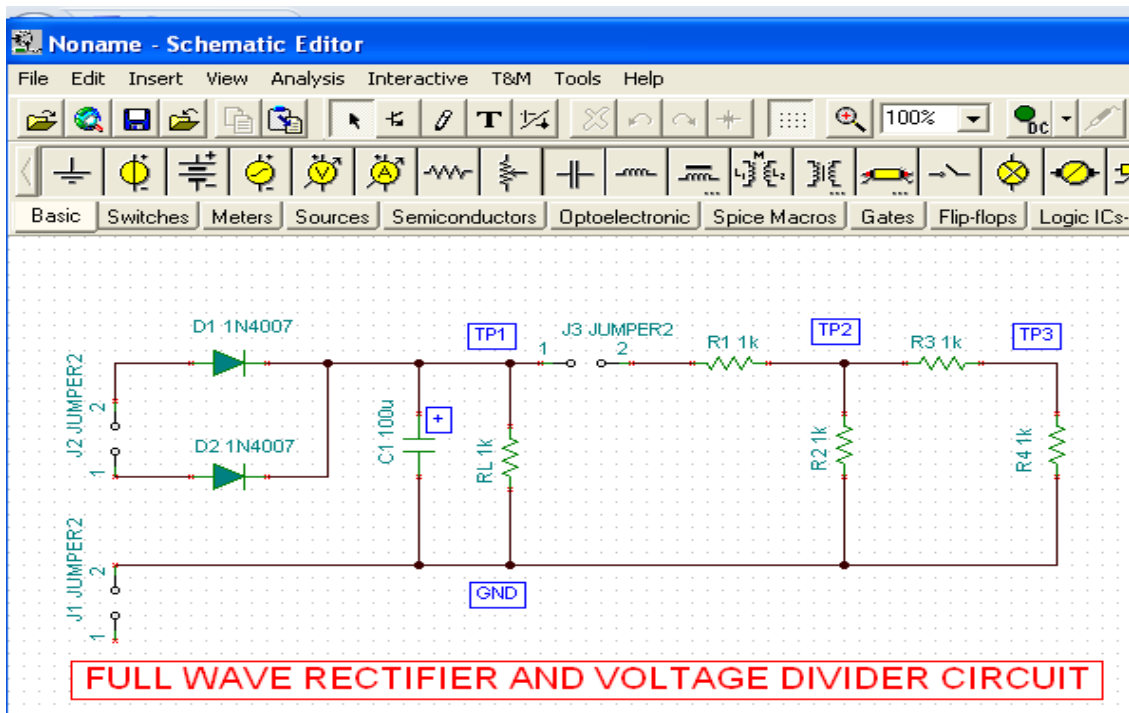 Noname - Schematic Editor
File Edit Insert View Analysis Interactive T&M Tools Help
T 100% DC
V A M L1 L2
Basic Switches Meters Sources Semiconductors Optoelectronic Spice Macros Gates Flip-flops Logic ICs-
D1 1N4007
TP1
J3 JUMPER2
1 2
R1 1k
TP2
R3 1k
TP3
J2 JUMPER2
2
1
D2 1N4007
C1 100u
+
RL 1k
R2 1k
R4 1k
J1 JUMPER2
2
1
GND
FULL WAVE RECTIFIER AND VOLTAGE DIVIDER CIRCUIT